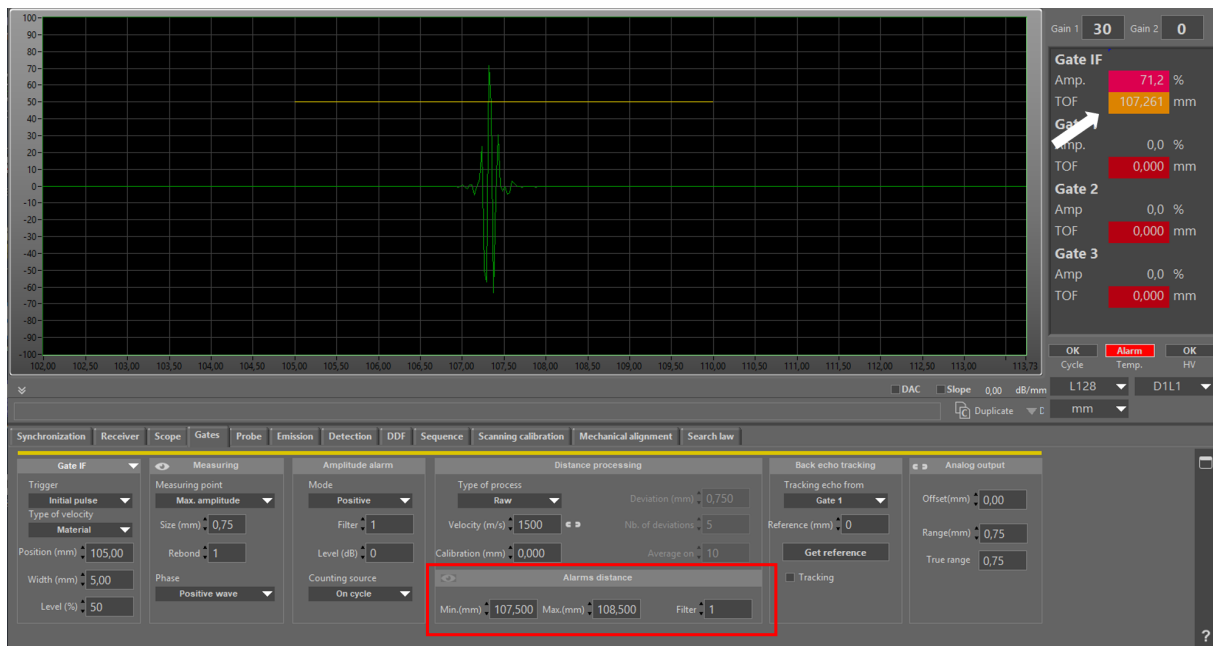 100
90
80
70
60
50
40
30
20
10
0
-10
-20
-30
-40
-50
-60
-70
-80
-90
-100
102,00 102,50 103,00 103,50 104,00 104,50 105,00 105,50 106,00 106,50 107,00 107,50 108,00 108,50 109,00 109,50 110,00 110,50 111,00 111,50 112,00 112,50 113,00 113,73
Gain 1 30 Gain 2 0
Gate IF
Amp. 71,2 %
TOF 107,261 mm
Amp. 0,0 %
TOF 0,000 mm
Gate 2
Amp 0,0 %
TOF 0,000 mm
Gate 3
Amp 0,0 %
TOF 0,000 mm
OK Alarm OK
Cycle Temp. HV
DAC Slope 0,00 dB/mm
L128 D1L1
Duplicate D
mm
Synchronization Receiver Scope Gates Probe Emission Detection DDF Sequence Scanning calibration Mechanical alignment Search law
Gate IF
Trigger
Initial pulse
Type of velocity
Material
Position (mm) 105,00
Width (mm) 5,00
Level (%) 50
Measuring
Measuring point
Max. amplitude
Size (mm) 0,75
Rebond 1
Phase
Positive wave
Amplitude alarm
Mode
Positive
Filter 1
Level (dB) 0
Counting source
On cycle
Distance processing
Type of process
Raw
Deviation (mm) 0,750
Velocity (m/s) 1500
Nb. of deviations 5
Calibration (mm) 0,000
Average on 10
Alarms distance
Min.(mm) 107,500 Max.(mm) 108,500 Filter 1
Back echo tracking
Tracking echo from
Gate 1
Reference (mm) 0
Get reference
Tracking
Analog output
Offset(mm) 0,00
Range(mm) 0,75
True range 0,75
?